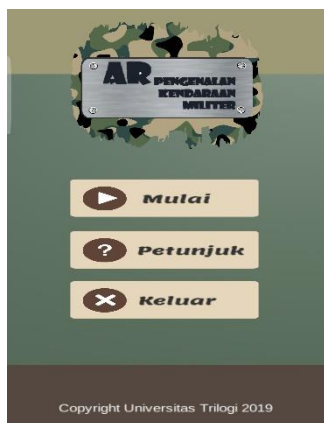 AR PENGENALAN
KENDARAAN
MILITER
Mulai
? Petunjuk
Keluar
Copyright Universitas Trilogi 2019